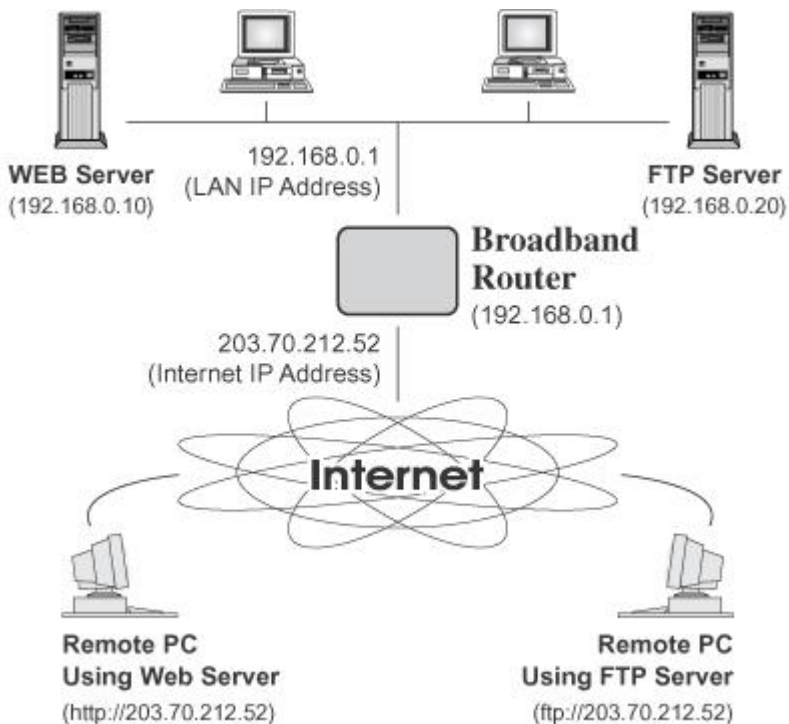 WEB Server
(192.168.0.10)
192.168.0.1
(LAN IP Address)
FTP Server
(192.168.0.20)
Broadband
Router
(192.168.0.1)
203.70.212.52
(Internet IP Address)
Internet
Remote PC
Using Web Server
(http://203.70.212.52)
Remote PC
Using FTP Server
(ftp://203.70.212.52)